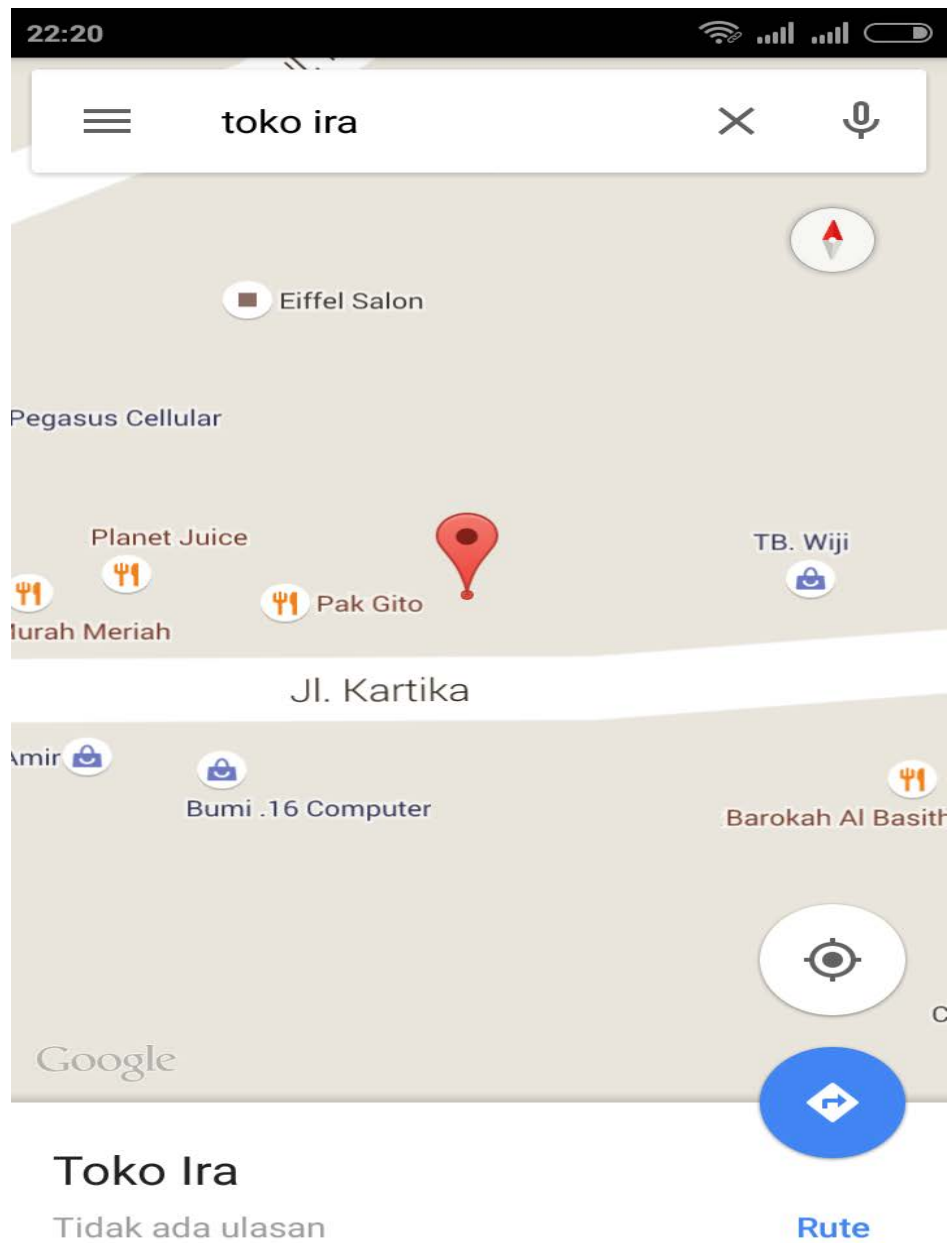 22:20
toko ira
Eiffel Salon
Pegasus Cellular
Planet Juice
TB. Wiji
Pak Gito
Meriah
Jl. Kartika
Bumi .16 Computer
Barokah Al Basith
Google
Toko Ira
Tidak ada ulasan
Rute